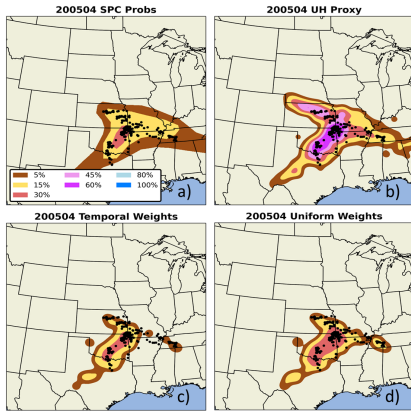 200504 SPC Probs
200504 UH Proxy
5% 45% 80%
15% 60% 100%
30%
a)
b)
200504 Temporal Weights
200504 Uniform Weights
c)
d)